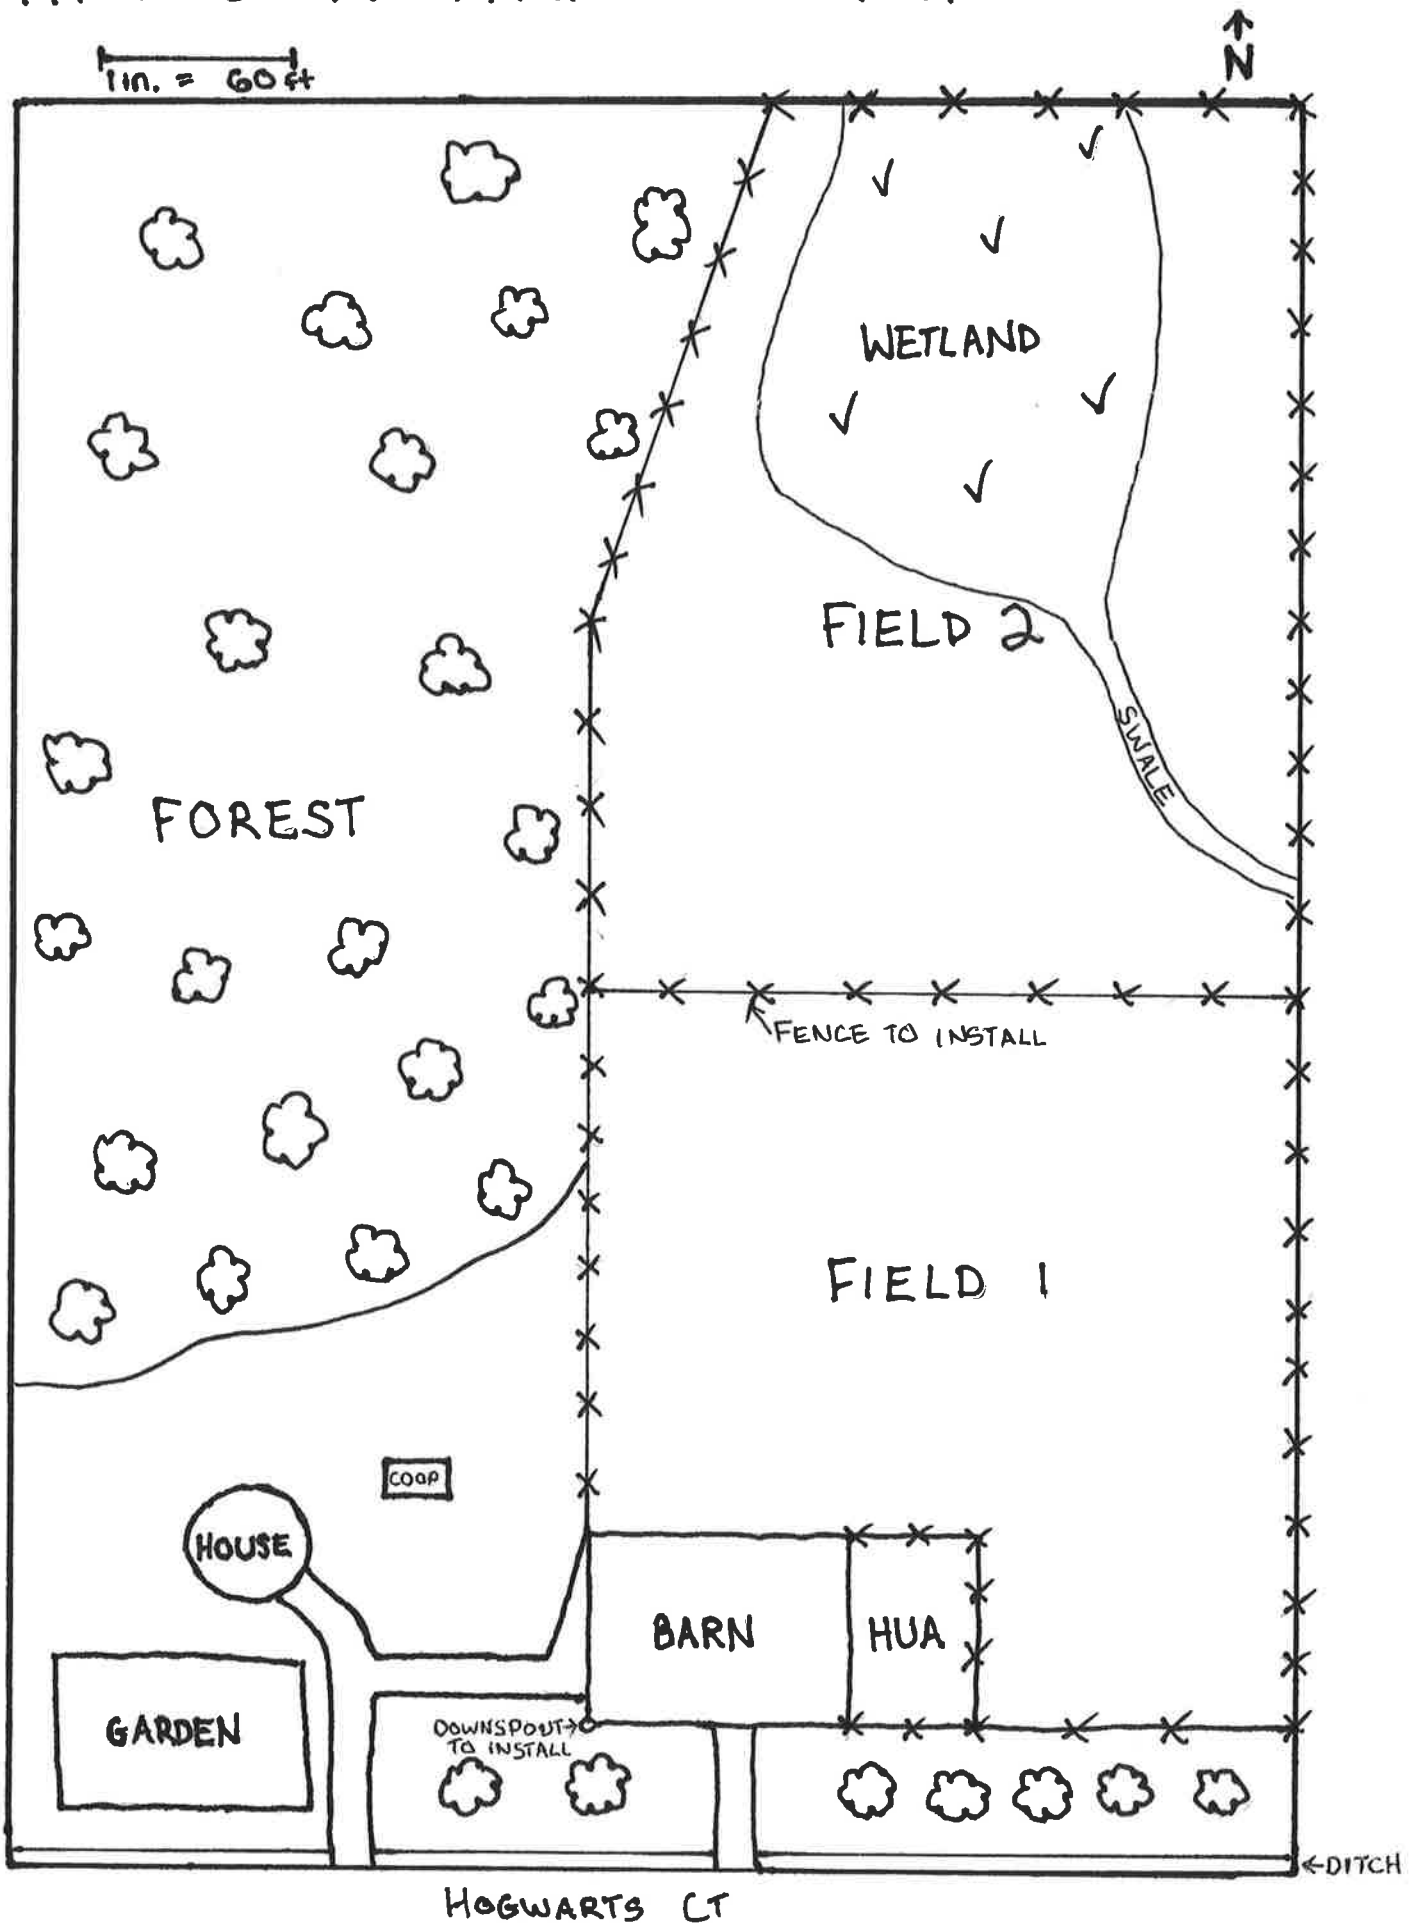 N
1in. = 60 ft
WETLAND
FIELD 2
SWALE
FOREST
FENCE TO INSTALL
FIELD 1
COOP
HOUSE
BARN
HUA
GARDEN
DOWNSPOUT
TO INSTALL
DITCH
HOGWARTS CT